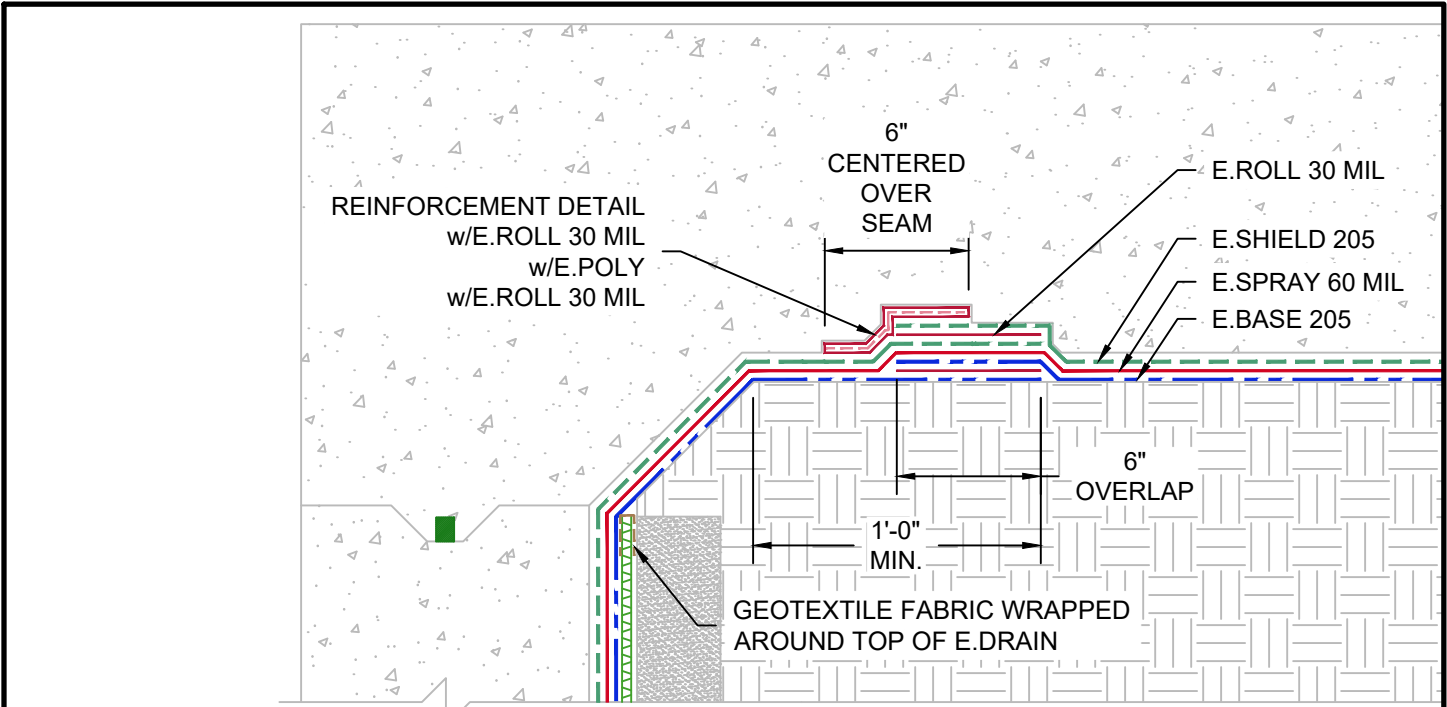 6"
CENTERED
OVER
SEAM
REINFORCEMENT DETAIL
w/E.ROLL 30 MIL
w/E.POLY
w/E.ROLL 30 MIL
E.ROLL 30 MIL
E.SHIELD 205
E.SPRAY 60 MIL
E.BASE 205
6"
OVERLAP
1'-0"
MIN.
GEOTEXTILE FABRIC WRAPPED
AROUND TOP OF E.DRAIN